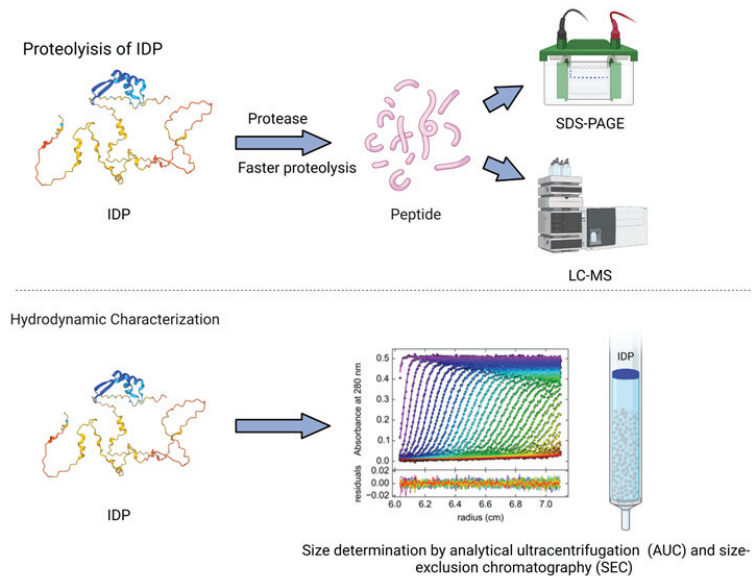 Proteolyisis of IDP
Protease
Faster proteolysis
IDP
Peptide
SDS-PAGE
LC-MS
Hydrodynamic Characterization
IDP
Absorbance at 280 nm
0.5
0.4
0.3
0.2
0.1
0.0
residuals
0.02
0.00
−0.02
6.0 6.2 6.4 6.6 6.8 7.0
radius (cm)
IDP
Size determination by analytical ultracentrifugation (AUC) and size-
exclusion chromatography (SEC)